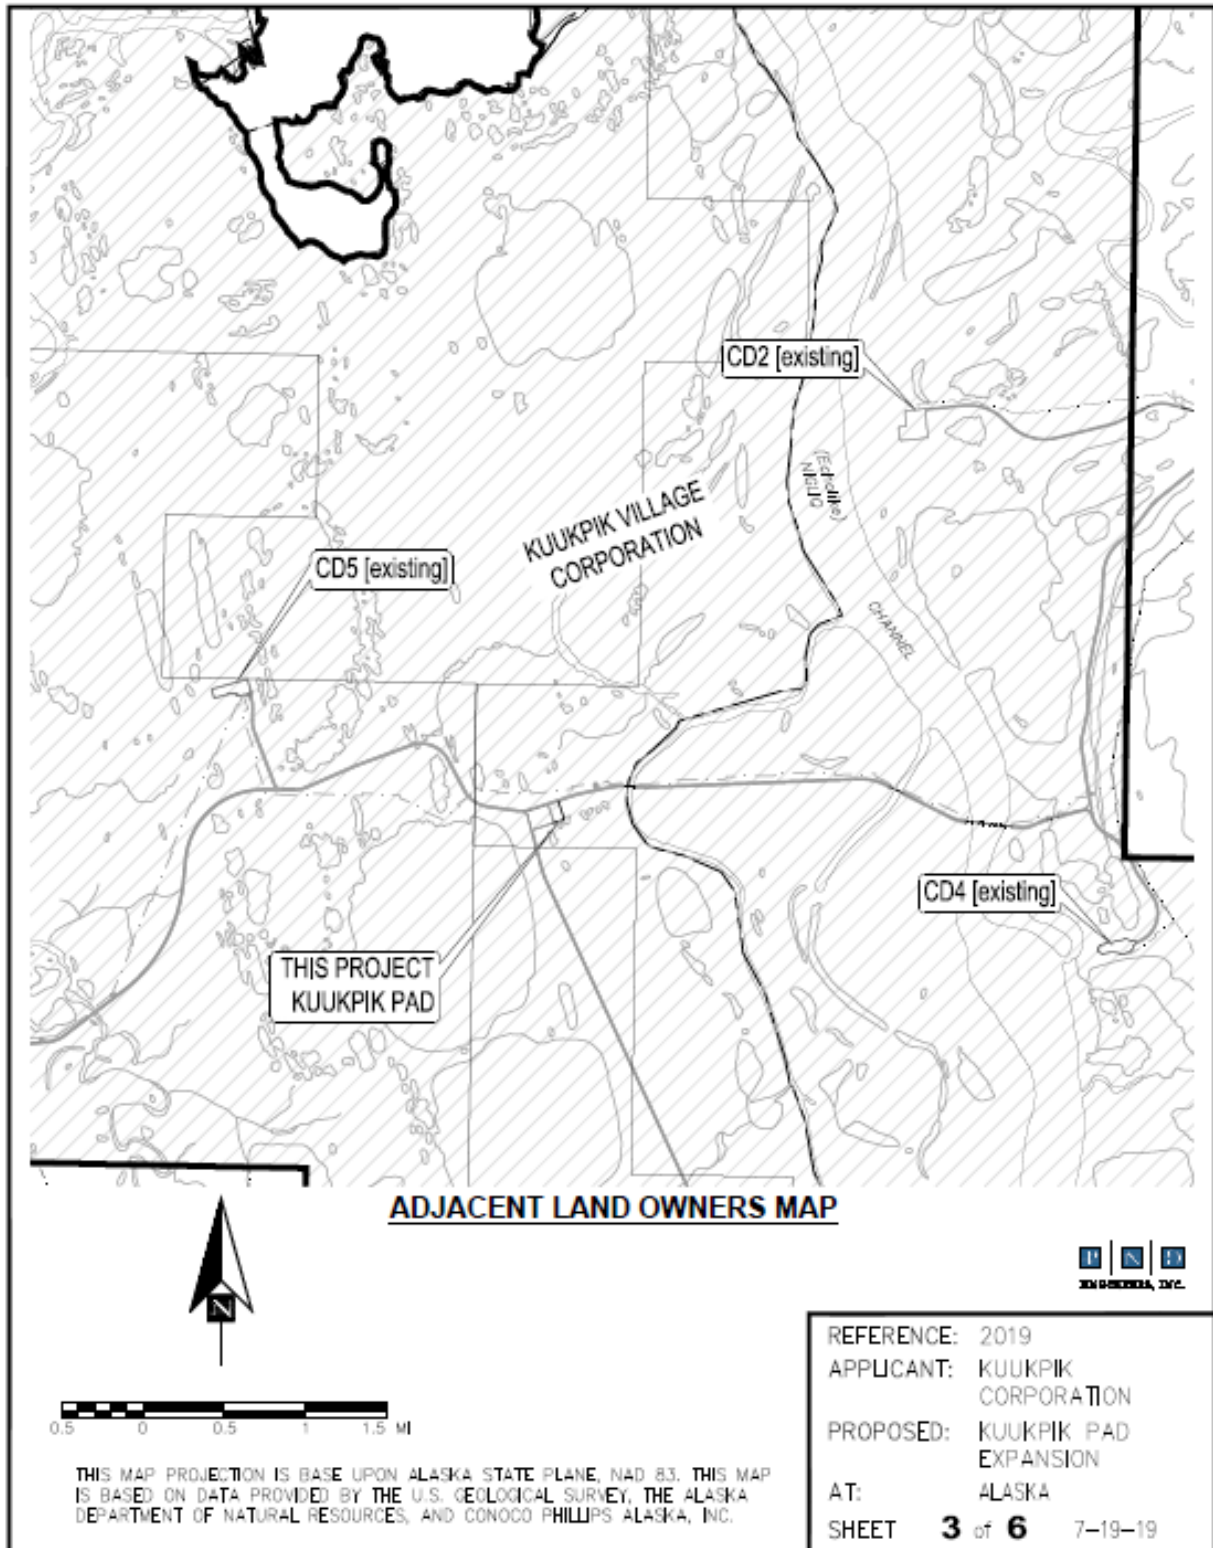 CD2 [existing]
(Echolike)
NIGLIQ
KUUKPIK VILLAGE
CORPORATION
CD5 [existing]
CHANNEL
CD4 [existing]
THIS PROJECT
KUUKPIK PAD
ADJACENT LAND OWNERS MAP
N
P N D
ENGINEERS, INC.
0.5 0 0.5 1 1.5 MI
THIS MAP PROJECTION IS BASE UPON ALASKA STATE PLANE, NAD 83. THIS MAP
IS BASED ON DATA PROVIDED BY THE U.S. GEOLOGICAL SURVEY, THE ALASKA
DEPARTMENT OF NATURAL RESOURCES, AND CONOCO PHILLIPS ALASKA, INC.
REFERENCE: 2019
APPLICANT: KUUKPIK
CORPORATION
PROPOSED: KUUKPIK PAD
EXPANSION
AT: ALASKA
SHEET 3 of 6 7-19-19